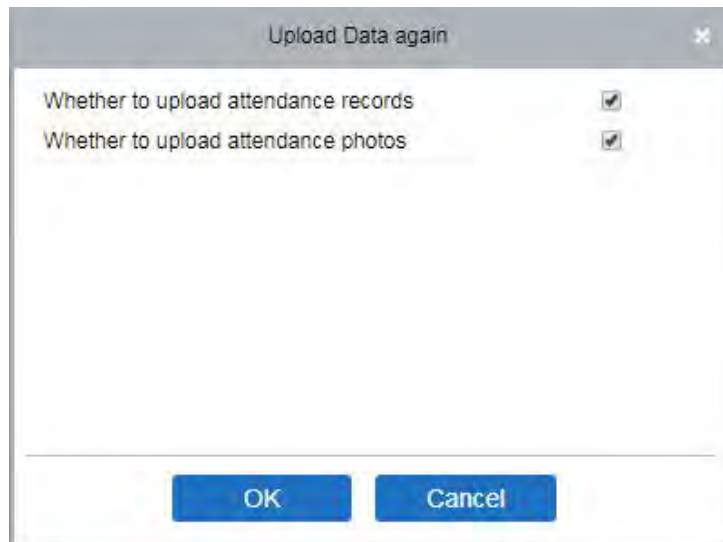 Upload Data again
Whether to upload attendance records
Whether to upload attendance photos
OK
Cancel